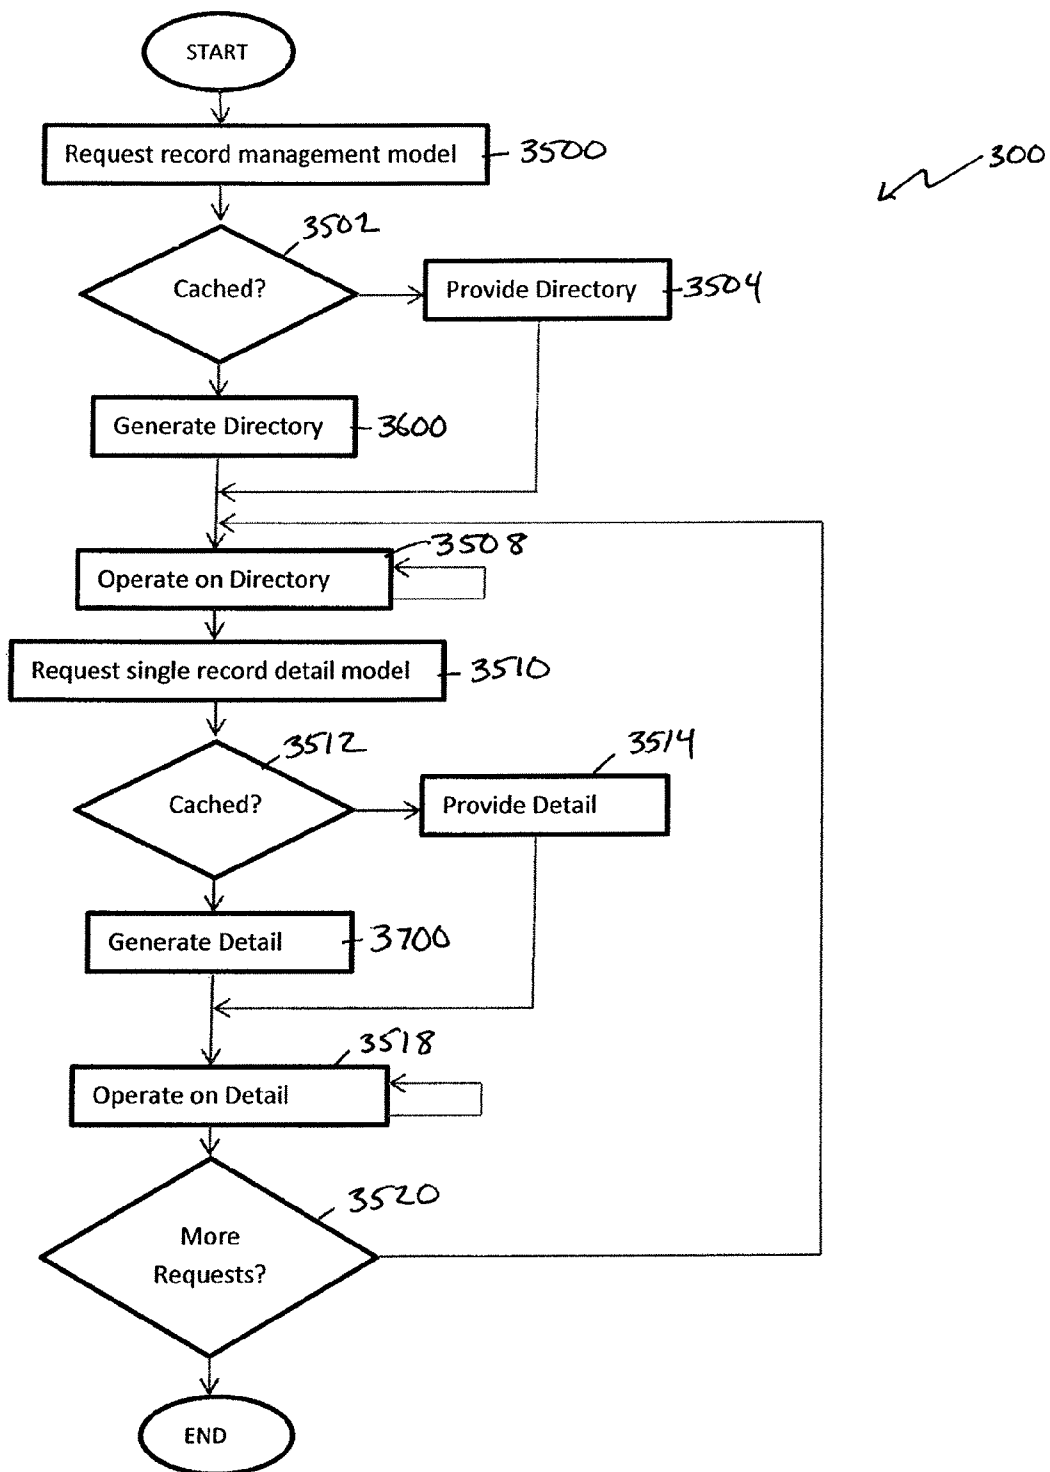 START
Request record management model
3500
300
3502
Cached?
Provide Directory
3504
Generate Directory
3600
3508
Operate on Directory
Request single record detail model
3510
3512
3514
Cached?
Provide Detail
Generate Detail
3700
3518
Operate on Detail
3520
More
Requests?
END